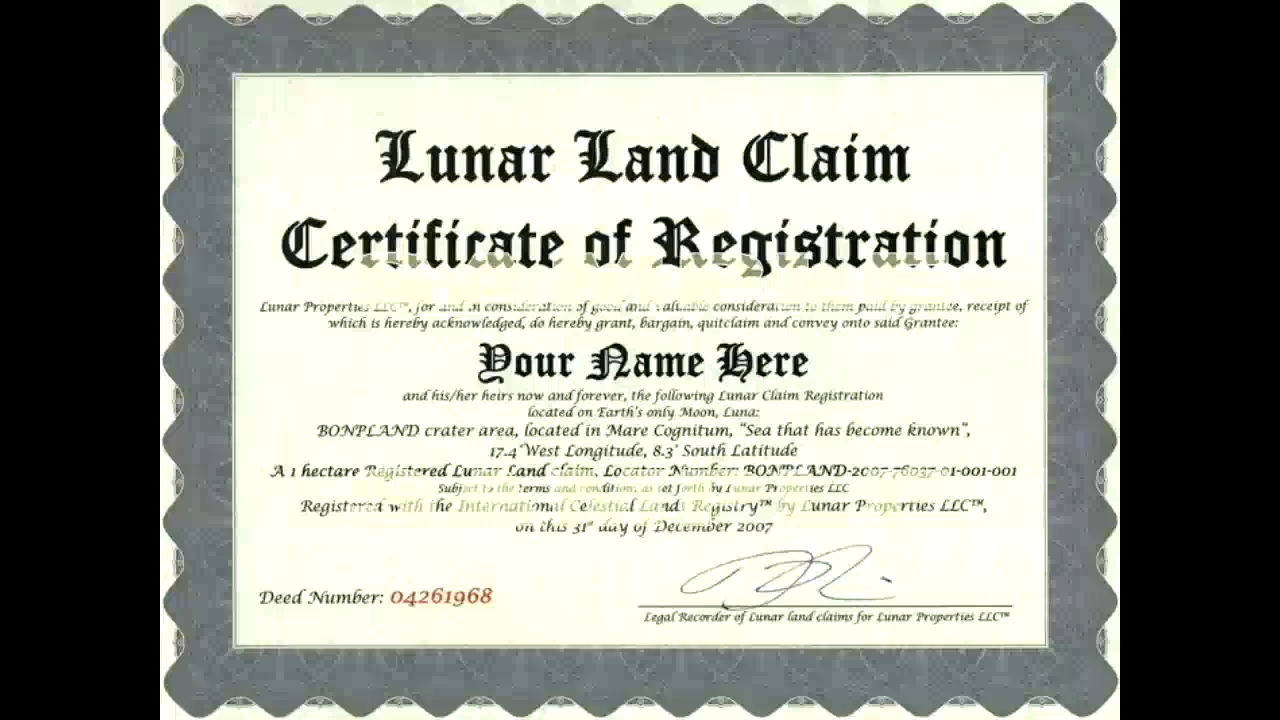 Lunar Land Claim
Certificate of Registration
Lunar Properties LLC™, for and in consideration of good and valuable consideration to them paid by grantee, receipt of
which is hereby acknowledged, do hereby grant, bargain, quitclaim and convey onto said Grantee:
Your Name Here
and his/her heirs now and forever, the following Lunar Claim Registration
located on Earth's only Moon, Luna:
BONPLAND crater area, located in Mare Cognitum, "Sea that has become known",
17.4° West Longitude, 8.3° South Latitude
A 1 hectare Registered Lunar Land claim, Locator Number: BONPLAND-2007-76037-01-001-001
Subject to the terms and conditions as set forth by Lunar Properties LLC
Registered with the International Celestial Lands Registry™ by Lunar Properties LLC™,
on this 31st day of December 2007
Deed Number: 04261968
Legal Recorder of Lunar land claims for Lunar Properties LLC™